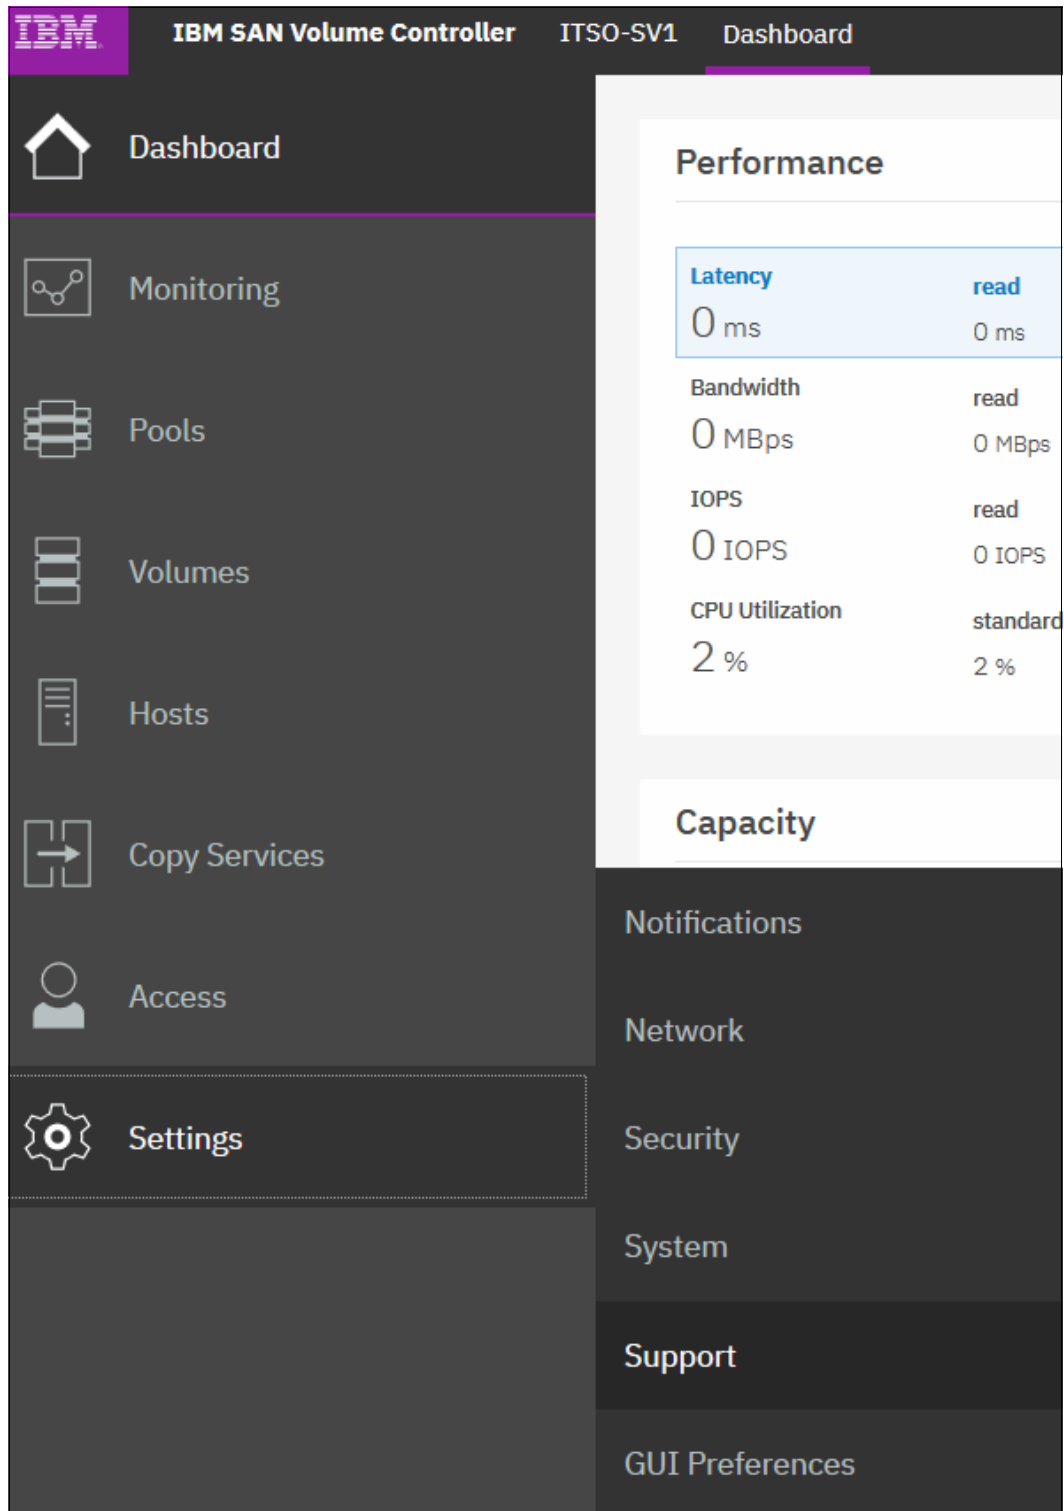 IBM. IBM SAN Volume Controller ITSO-SV1 Dashboard
Dashboard
Monitoring
Pools
Volumes
Hosts
Copy Services
Access
Settings
Performance
Latency read
0 ms 0 ms
Bandwidth read
0 MBps 0 MBps
IOPS read
0 IOPS 0 IOPS
CPU Utilization standard
2 % 2 %
Capacity
Notifications
Network
Security
System
Support
GUI Preferences